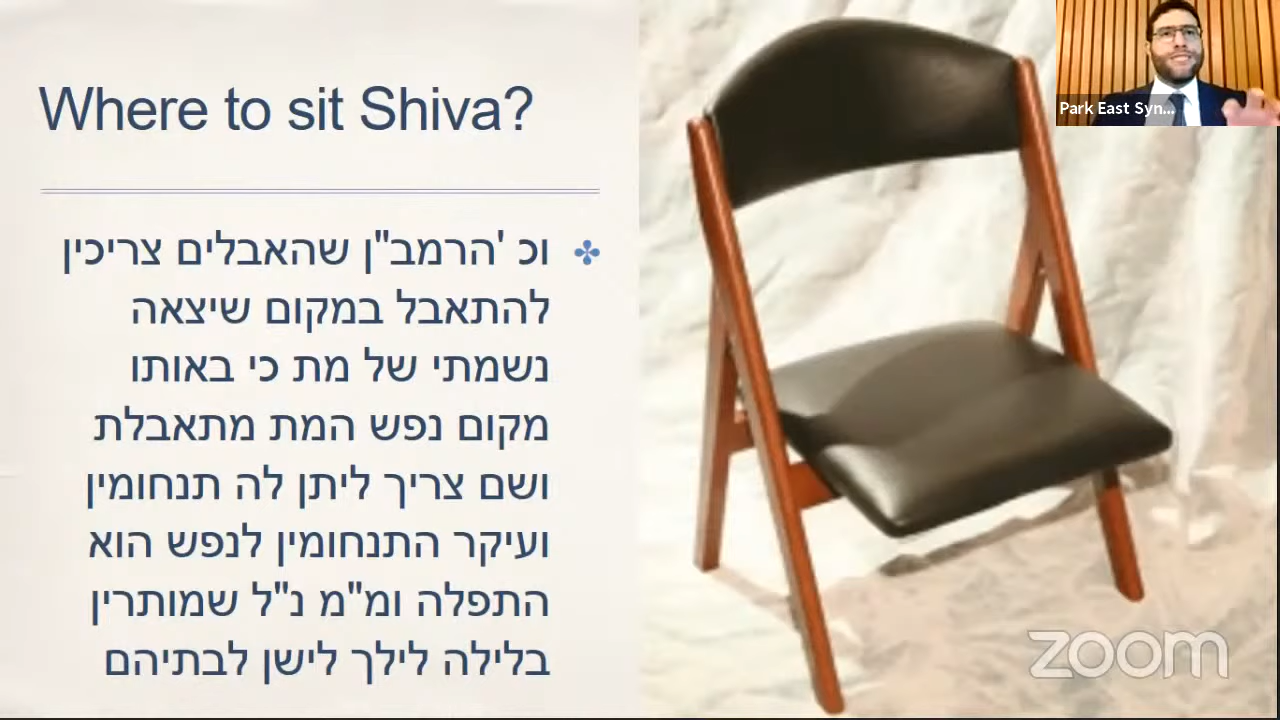 Where to sit Shiva?
וכ 'הרמב"ן שהאבלים צריכין
להתאבל במקום שיצאה
נשמתי של מת כי באותו
מקום נפש המת מתאבלת
ושם צריך ליתן לה תנחומין
ועיקר התנחומין לנפש הוא
התפלה ומ"מ נ"ל שמותרין
בלילה לילך לישן לבתיהם
Park East Syn...
zoom